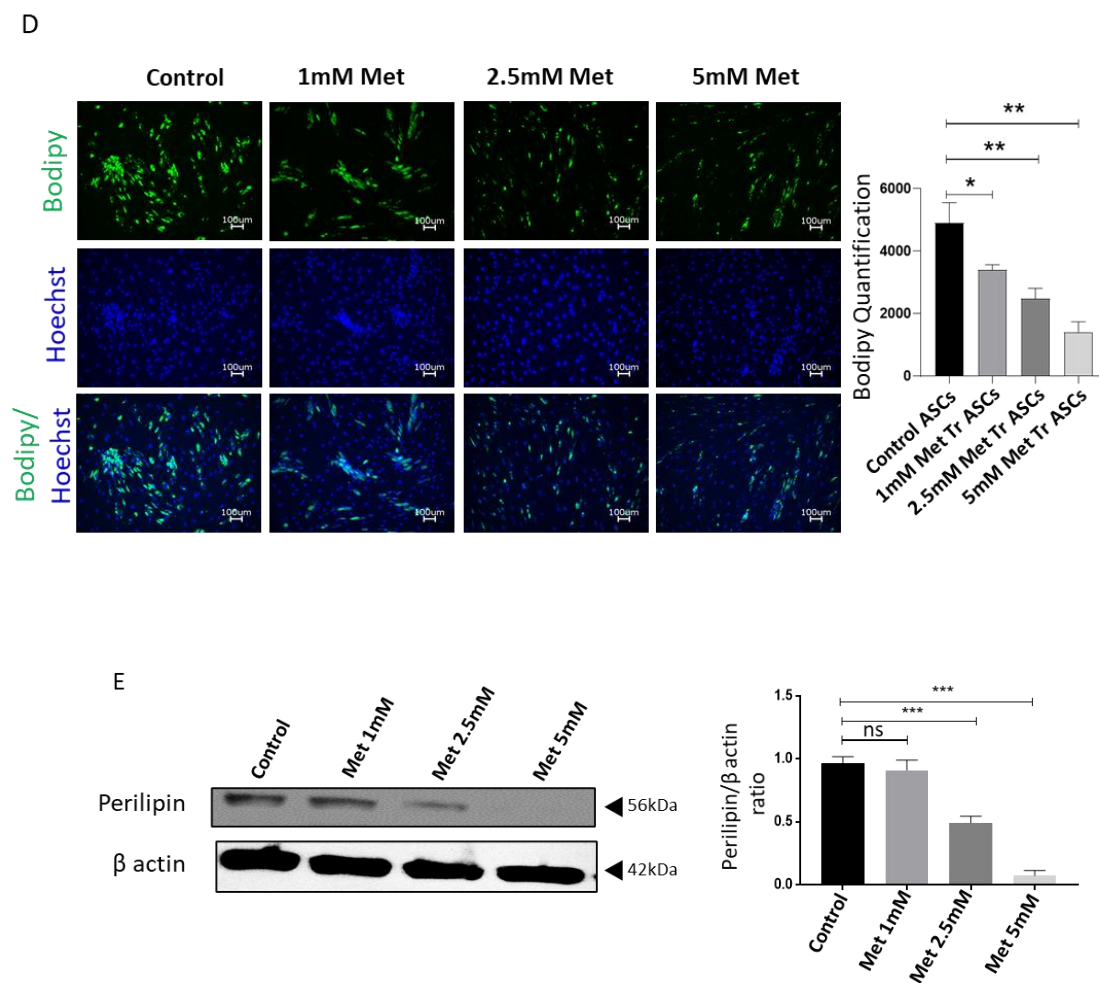 D
Control 1mM Met 2.5mM Met 5mM Met
Bodipy
100um 100um 100um 100um
Hoechst
100um 100um 100um 100um
Bodipy/
Hoechst
100um 100um 100um 100um
** 
**
*
Bodipy Quantification
6000
4000
2000
0
Control ASCs
1mM Met Tr ASCs
2.5mM Met Tr ASCs
5mM Met Tr ASCs
E
Control Met 1mM Met 2.5mM Met 5mM
Perilipin 56kDa
β actin 42kDa
***
***
ns
Perilipin/β actin
ratio
1.5
1.0
0.5
0.0
Control
Met 1mM
Met 2.5mM
Met 5mM